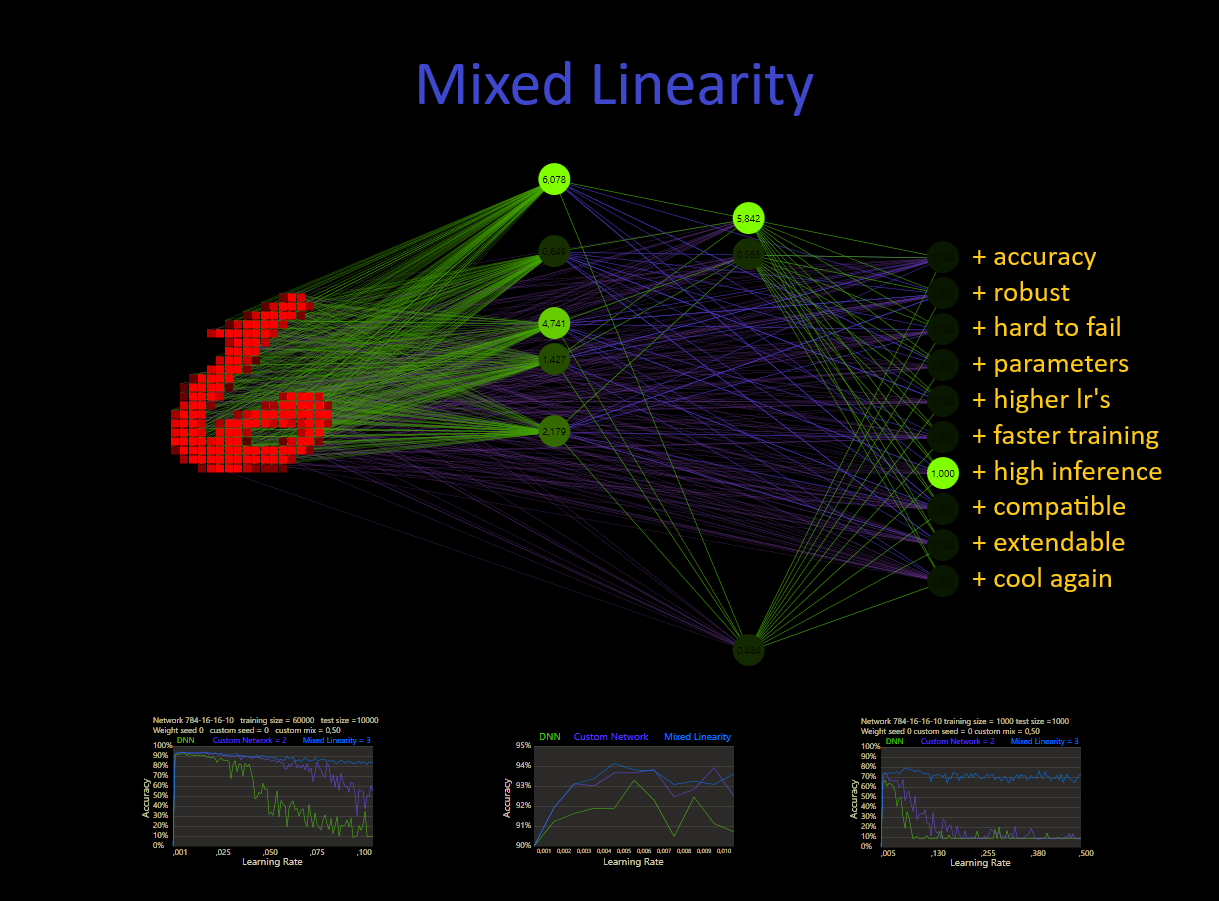 Mixed Linearity
6,078
5,842
0,649
0,563
4,741
1,427
2,179
1,000
0,484
+ accuracy
+ robust
+ hard to fail
+ parameters
+ higher lr's
+ faster training
+ high inference
+ compatible
+ extendable
+ cool again
Network 784-16-16-10 training size = 60000 test size =10000
Weight seed 0 custom seed = 0 custom mix = 0,50
DNN Custom Network = 2 Mixed Linearity = 3
100%
90%
80%
70%
60%
50%
40%
30%
20%
10%
0%
Accuracy
,001 ,025 ,050 ,075 ,100
Learning Rate
DNN Custom Network Mixed Linearity
95%
94%
93%
92%
91%
90%
Accuracy
0,001 0,002 0,003 0,004 0,005 0,006 0,007 0,008 0,009 0,010
Learning Rate
Network 784-16-16-10 training size = 1000 test size =1000
Weight seed 0 custom seed = 0 custom mix = 0,50
DNN Custom Network = 2 Mixed Linearity = 3
100%
90%
80%
70%
60%
50%
40%
30%
20%
10%
0%
Accuracy
,005 ,130 ,255 ,380 ,500
Learning Rate